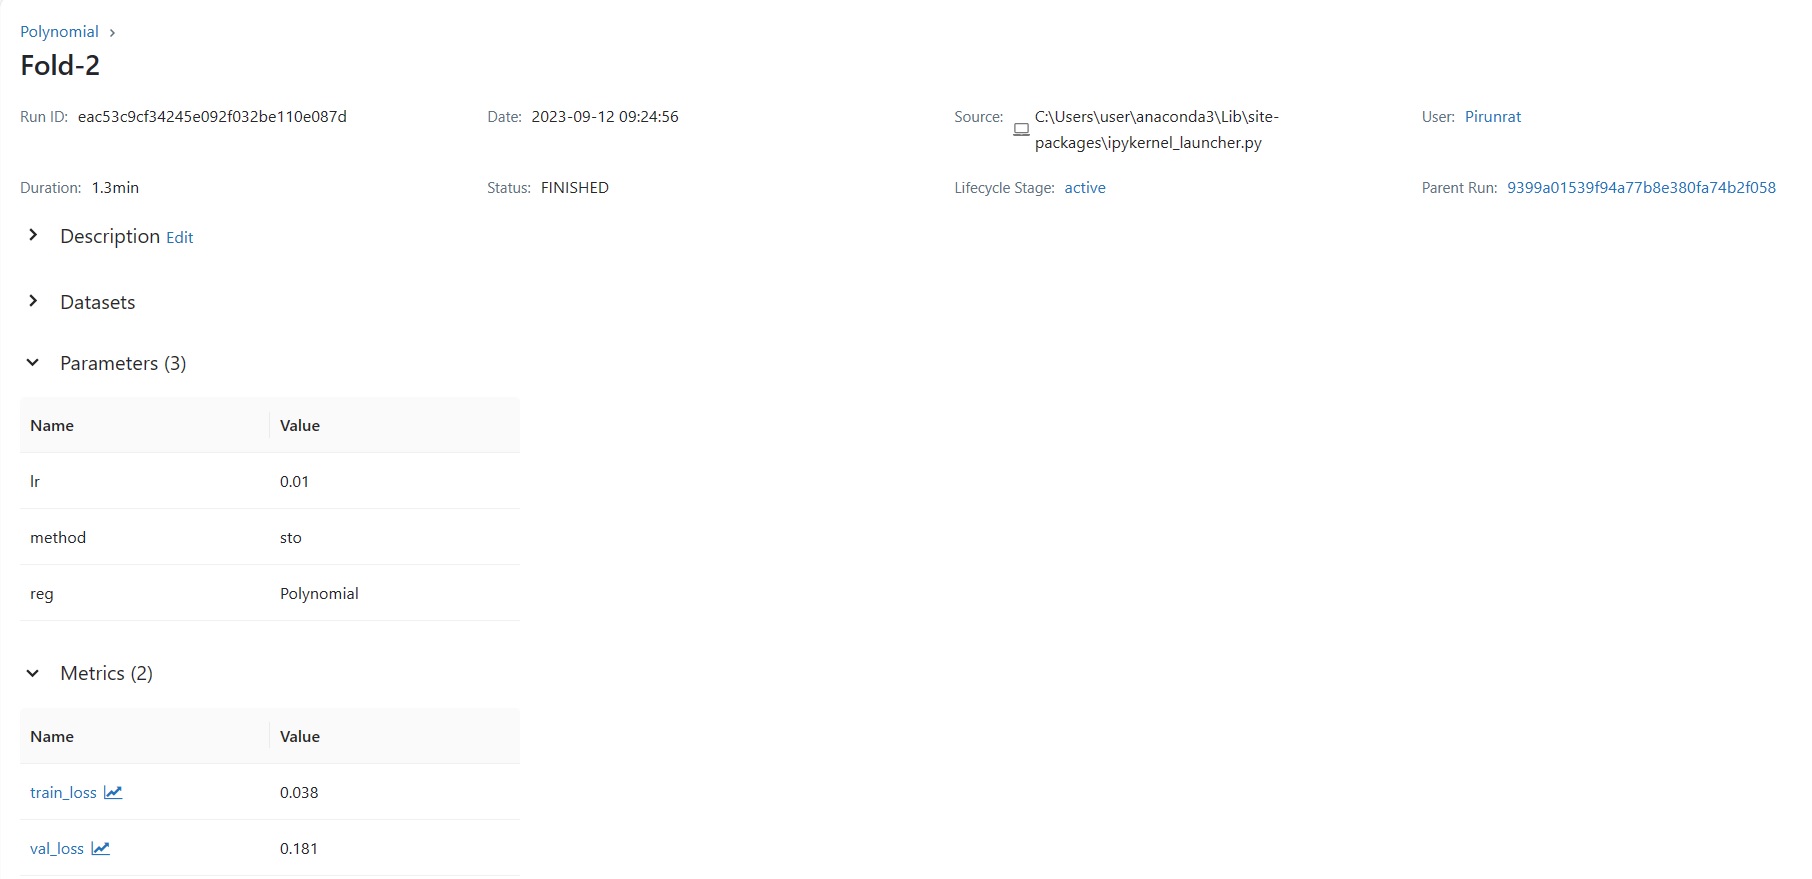 Polynomial
Fold-2
Run ID: eac53c9cf34245e092f032be110e087d
Date: 2023-09-12 09:24:56
Source: C:\Users\user\anaconda3\Lib\site-
packages\ipykernel_launcher.py
User: Pirunrat
Duration: 1.3min
Status: FINISHED
Lifecycle Stage: active
Parent Run: 9399a01539f94a77b8e380fa74b2f058
Description Edit
Datasets
Parameters (3)
Name Value
lr 0.01
method sto
reg Polynomial
Metrics (2)
Name Value
train_loss 0.038
val_loss 0.181